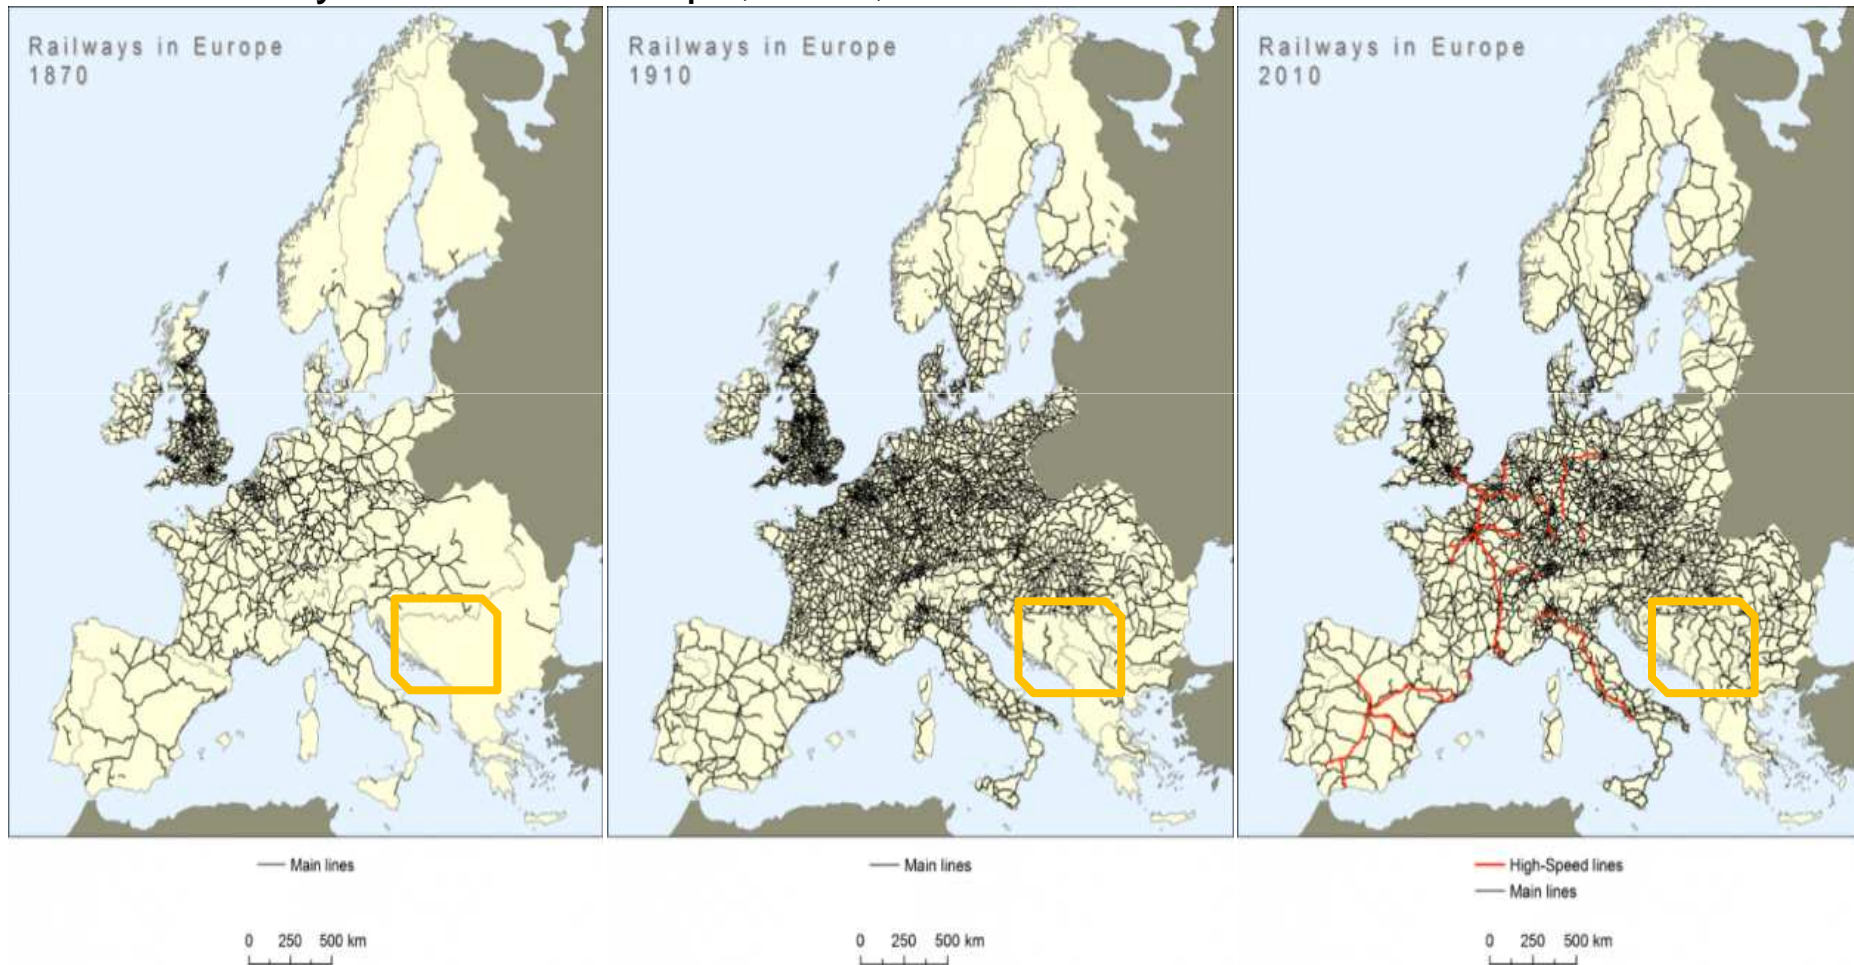 Railways in Europe
1870
Main lines
0 250 500 km
Railways in Europe
1910
Main lines
0 250 500 km
Railways in Europe
2010
High-Speed lines
Main lines
0 250 500 km